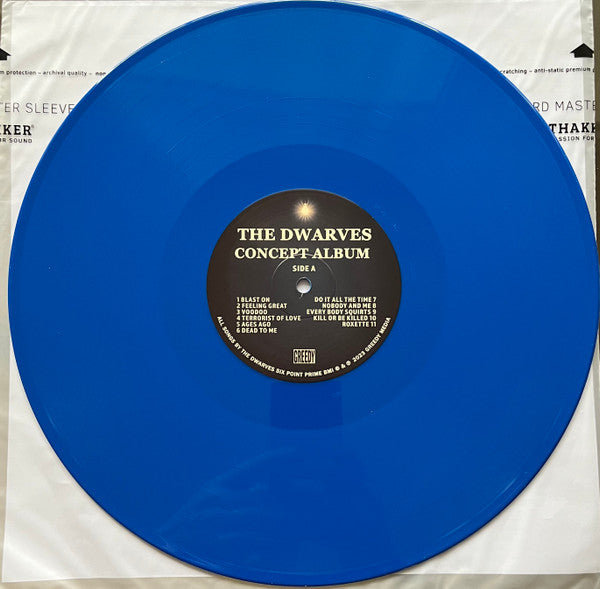 m protection – archival quality – non
ratching – anti-static premium p
TER SLEEVE
RD MASTE
KER®
THAKK
OR SOUND
SSION FOR
THE DWARVES
CONCEPT ALBUM
SIDE A
1 BLAST ON
2 FEELING GREAT
3 VOODOO
4 TERRORIST OF LOVE
5 AGES AGO
6 DEAD TO ME
DO IT ALL THE TIME 7
NOBODY AND ME 8
EVERY BODY SQUIRTS 9
KILL OR BE KILLED 10
ROXETTE 11
GREEDY
ALL SONGS BY THE DWARVES SIX POINT PRIME BMI © & ℗ 2023 GREEDY MEDIA